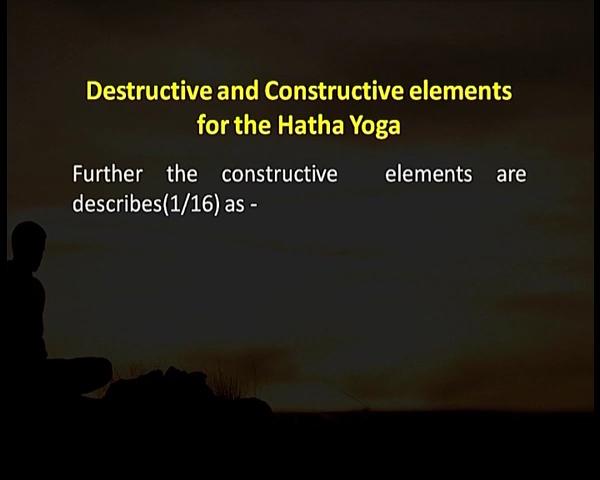 Destructive and Constructive elements
for the Hatha Yoga
Further the constructive elements are
describes(1/16) as -